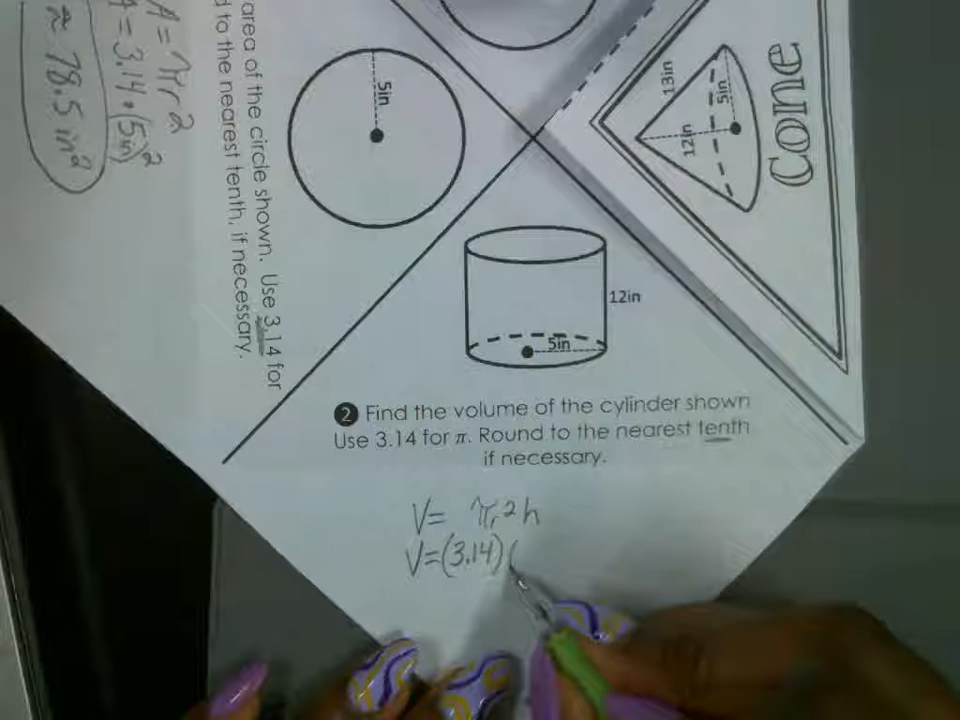 area of the circle shown. Use 3.14 for
to the nearest tenth, if necessary.
5in
A = πr²
= 3.14 · (5in)²
≈ 78.5 in²
Cone
13in
5in
12in
12in
5in
2 Find the volume of the cylinder shown
Use 3.14 for π. Round to the nearest tenth
if necessary.
V= πr²h
V=(3.14)(